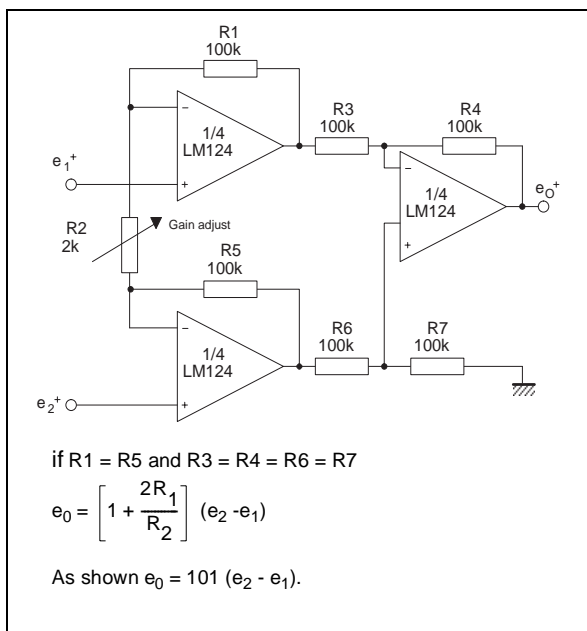 R1
100k
R3
100k
R4
100k
1/4
LM124
e1+
1/4
LM124
eO+
R2
2k
Gain adjust
R5
100k
R6
100k
R7
100k
1/4
LM124
e2+
if R1 = R5 and R3 = R4 = R6 = R7
e0 = [1 + 2R1/R2] (e2 -e1)
As shown e0 = 101 (e2 - e1).